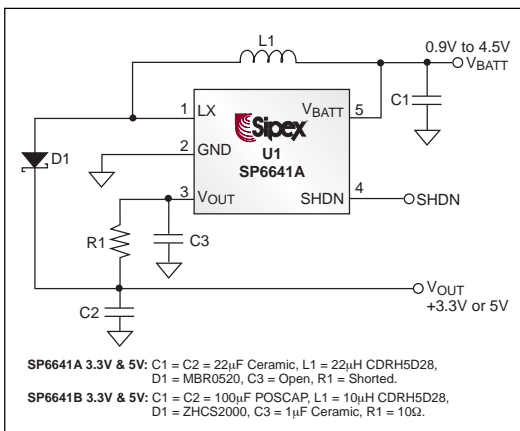 L1
0.9V to 4.5V
VBATT
1 LX
VBATT 5
C1
Sipex
2 GND
U1
SP6641A
D1
3 VOUT
SHDN 4
SHDN
R1
C3
VOUT
+3.3V or 5V
C2
SP6641A 3.3V & 5V: C1 = C2 = 22µF Ceramic, L1 = 22µH CDRH5D28,
D1 = MBR0520, C3 = Open, R1 = Shorted.
SP6641B 3.3V & 5V: C1 = C2 = 100µF POSCAP, L1 = 10µH CDRH5D28,
D1 = ZHCS2000, C3 = 1µF Ceramic, R1 = 10Ω.